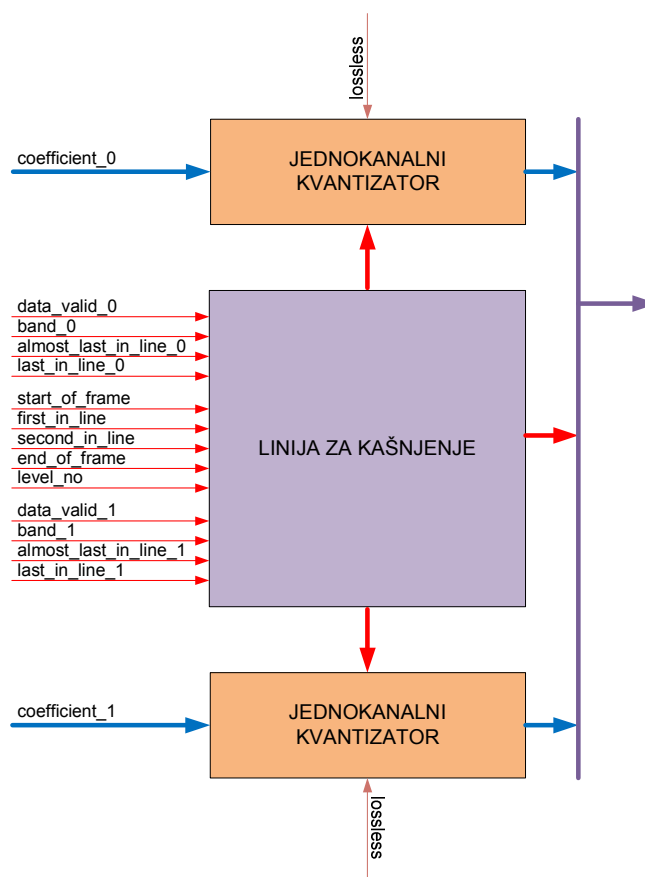 lossless
coefficient_0
JEDNOKANALNI
KVANTIZATOR
data_valid_0
band_0
almost_last_in_line_0
last_in_line_0
start_of_frame
first_in_line
second_in_line
end_of_frame
level_no
data_valid_1
band_1
almost_last_in_line_1
last_in_line_1
LINIJA ZA KAŠNJENJE
coefficient_1
JEDNOKANALNI
KVANTIZATOR
lossless